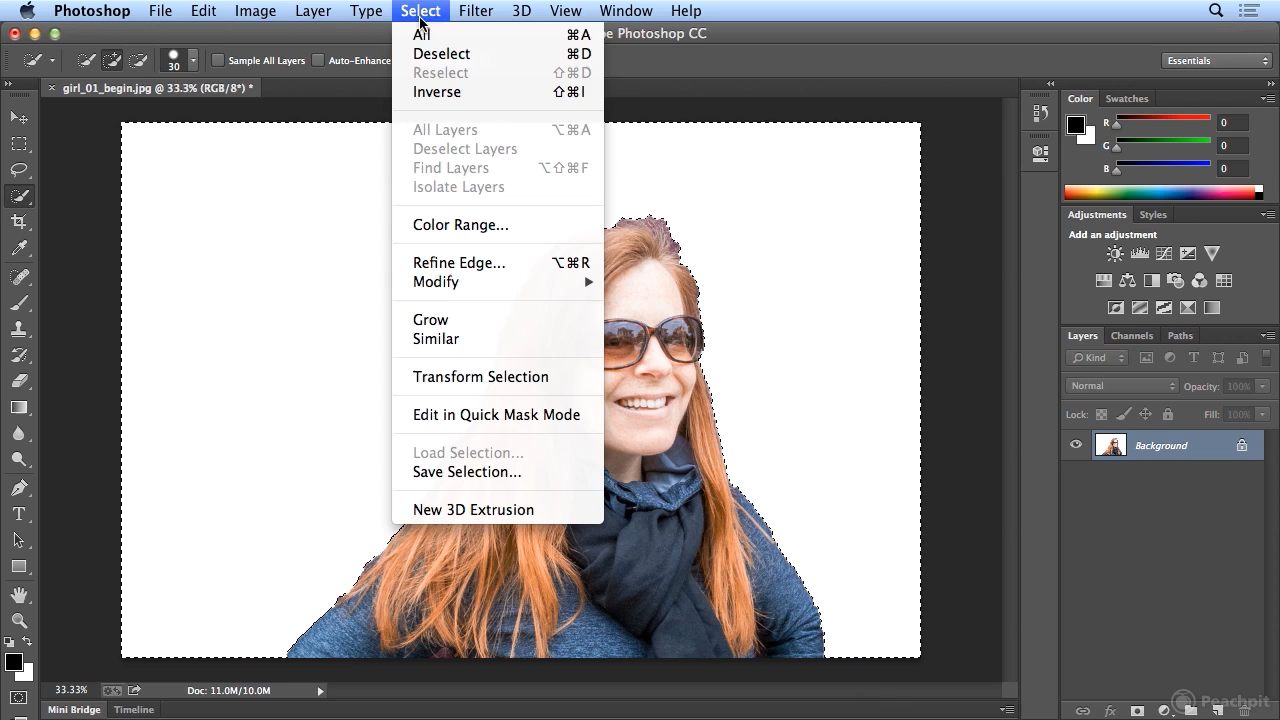 Photoshop File Edit Image Layer Type Select Filter 3D View Window Help
pe Photoshop CC
30 Sample All Layers Auto-Enhance Essentials
× girl_01_begin.jpg @ 33.3% (RGB/8*) *
All ⌘A
Deselect ⌘D
Reselect ⇧⌘D
Inverse ⇧⌘I
All Layers ⌥⌘A
Deselect Layers
Find Layers ⌥⇧⌘F
Isolate Layers
Color Range...
Refine Edge... ⌥⌘R
Modify
Grow
Similar
Transform Selection
Edit in Quick Mask Mode
Load Selection...
Save Selection...
New 3D Extrusion
Color Swatches
R 0
G 0
B 0
Adjustments Styles
Add an adjustment
Layers Channels Paths
Kind
Normal Opacity: 100%
Lock: Fill: 100%
Background
33.33% Doc: 11.0M/10.0M
Mini Bridge Timeline
Peachpit